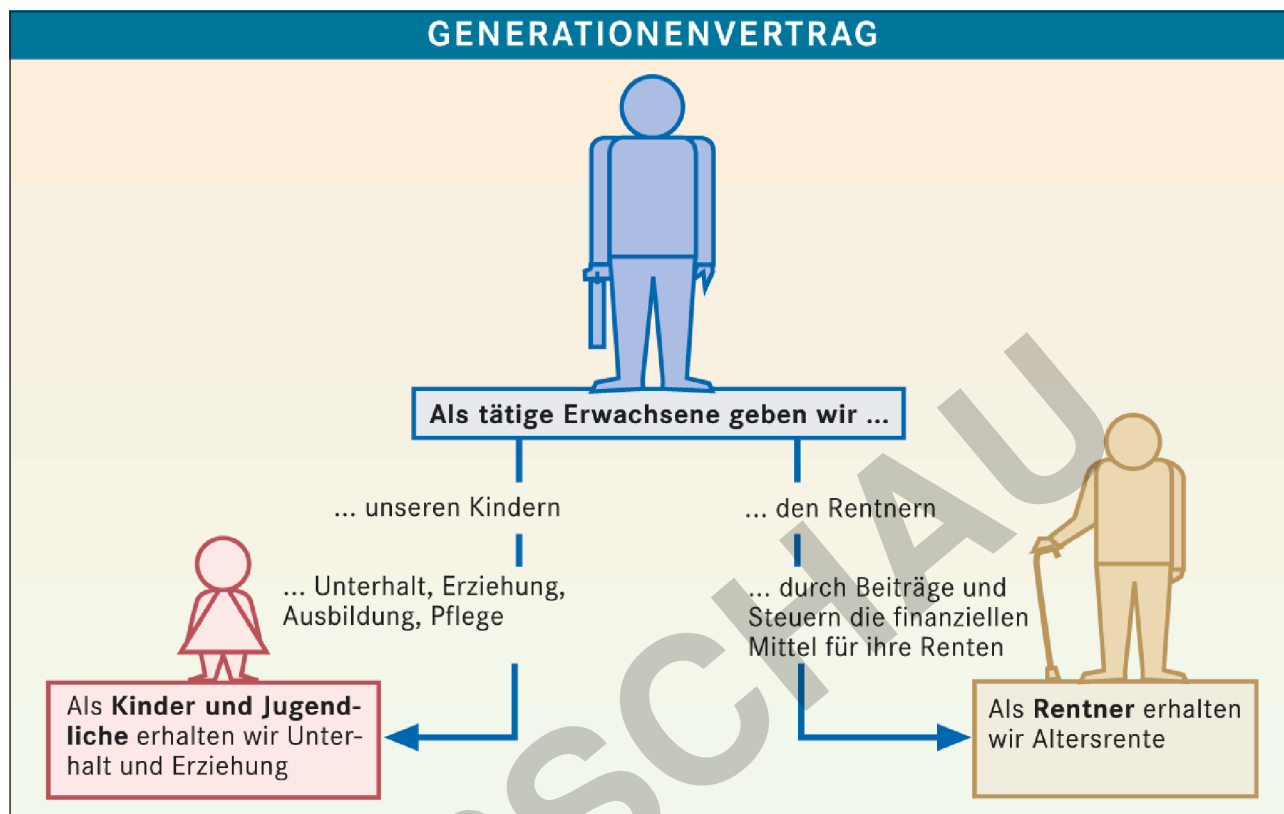 GENERATIONENVERTRAG
Als tätige Erwachsene geben wir ...
... unseren Kindern
... Unterhalt, Erziehung,
Ausbildung, Pflege
... den Rentnern
... durch Beiträge und
Steuern die finanziellen
Mittel für ihre Renten
Als Kinder und Jugend-
liche erhalten wir Unter-
halt und Erziehung
Als Rentner erhalten
wir Altersrente
SCHAU